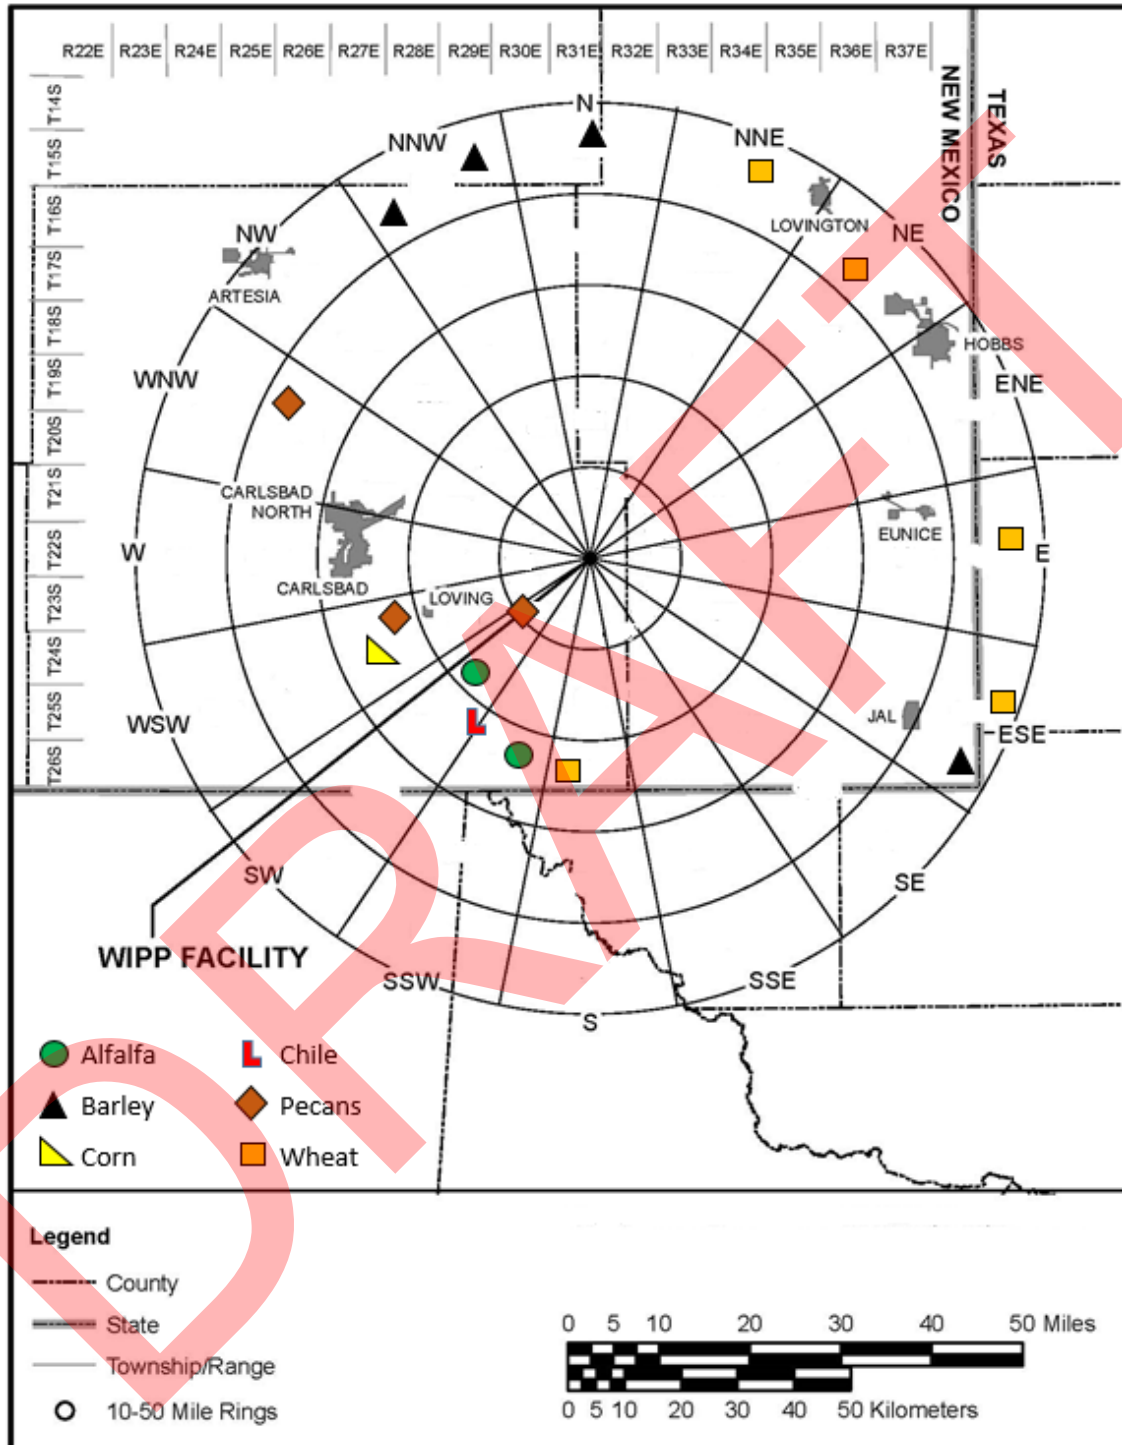 R22E R23E R24E R25E R26E R27E R28E R29E R30E R31E R32E R33E R34E R35E R36E R37E
T14S
T15S
T16S
T17S
T18S
T19S
T20S
T21S
T22S
T23S
T24S
T25S
T26S
TEXAS
NEW MEXICO
N
NNW
NNE
NW
NE
LOVINGTON
ARTESIA
HOBBS
WNW
ENE
CARLSBAD
NORTH
EUNICE
W
E
CARLSBAD
LOVING
WSW
JAL
ESE
SW
SE
WIPP FACILITY
SSW
SSE
S
DRAFT
Alfalfa
Chile
Barley
Pecans
Corn
Wheat
Legend
County
State
Township/Range
10-50 Mile Rings
0 5 10 20 30 40 50 Miles
0 5 10 20 30 40 50 Kilometers